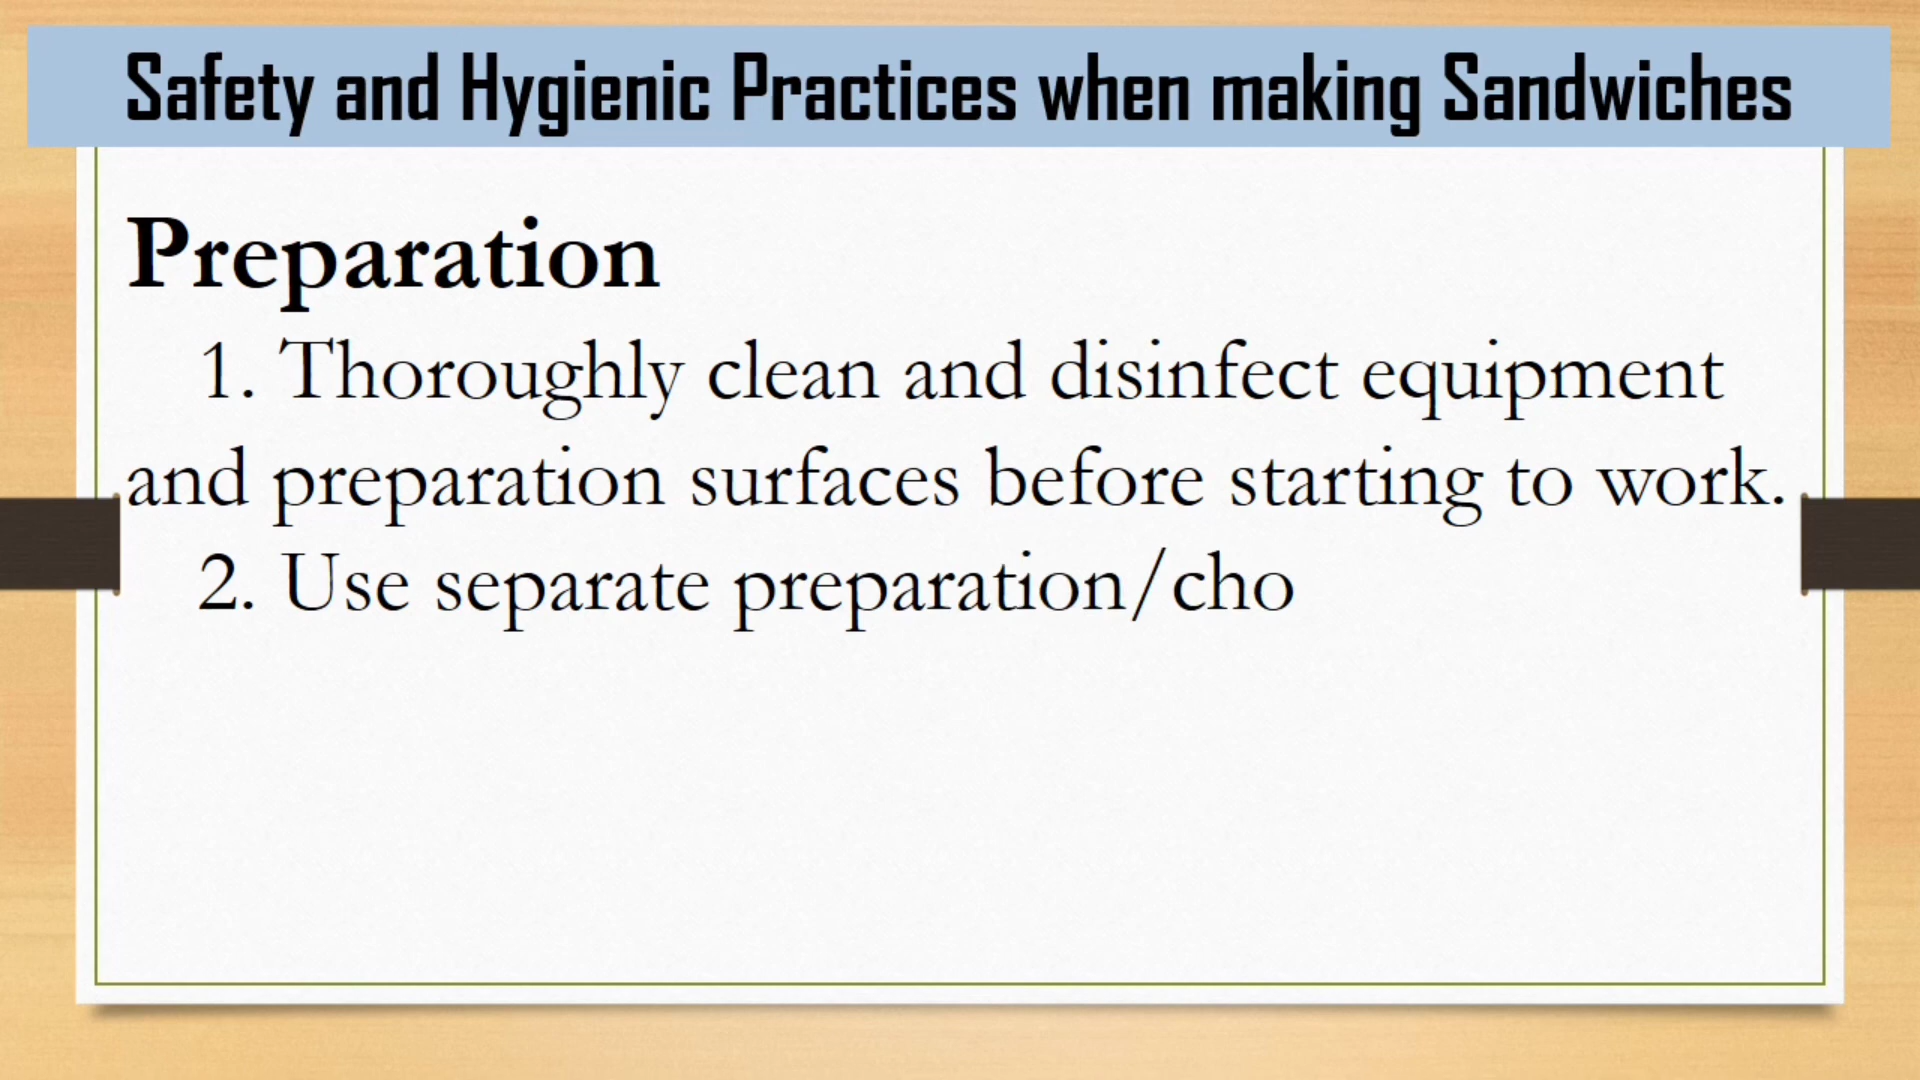 Safety and Hygienic Practices when making Sandwiches
Preparation
1. Thoroughly clean and disinfect equipment
and preparation surfaces before starting to work.
2. Use separate preparation/cho